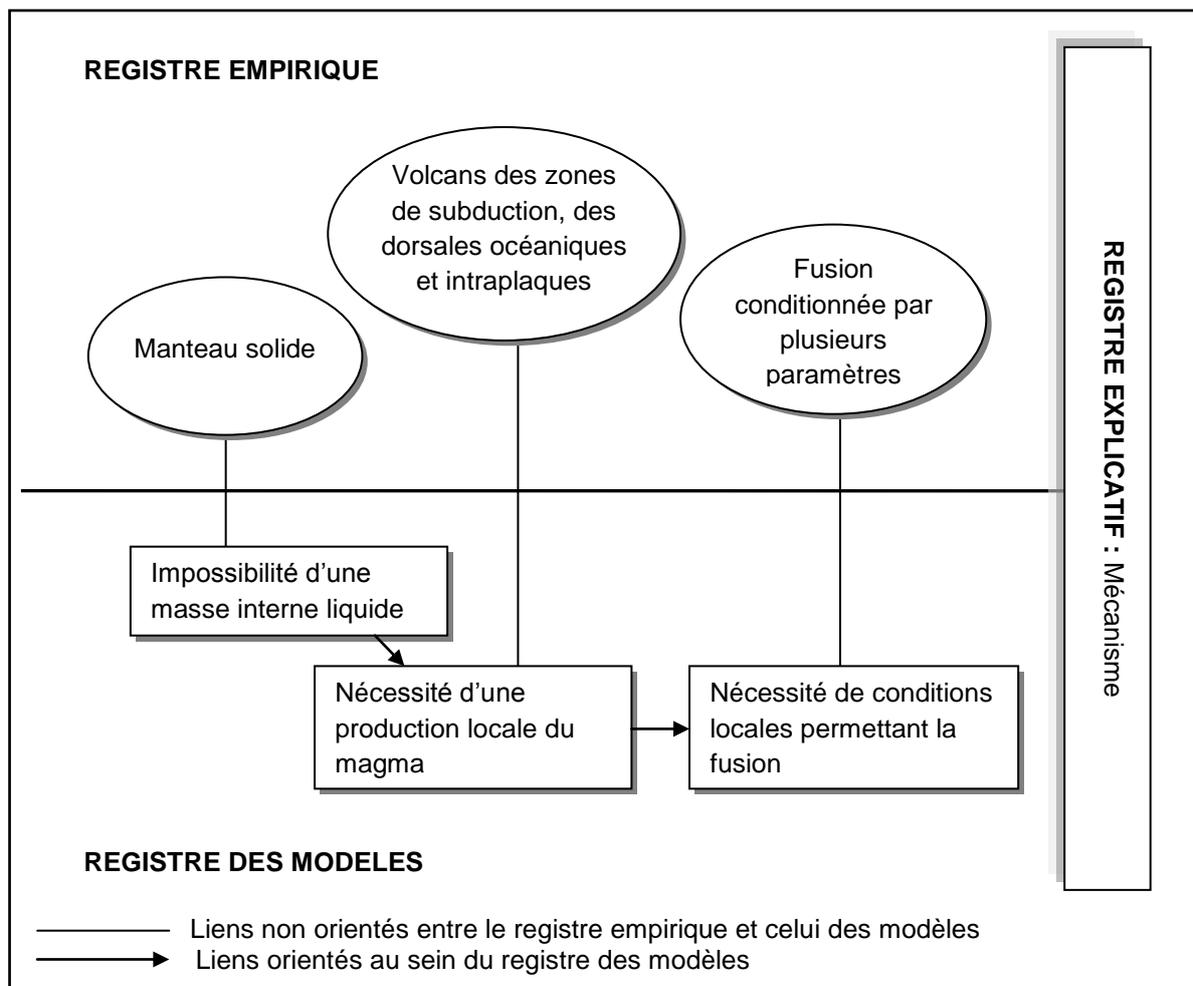 REGISTRE EMPIRIQUE
Volcans des zones
de subduction, des
dorsales océaniques
et intraplaques
Fusion
conditionnée par
plusieurs
paramètres
Manteau solide
REGISTRE EXPLICATIF : Mécanisme
Impossibilité d’une
masse interne liquide
Nécessité d’une
production locale du
magma
Nécessité de conditions
locales permettant la
fusion
REGISTRE DES MODELES
Liens non orientés entre le registre empirique et celui des modèles
Liens orientés au sein du registre des modèles